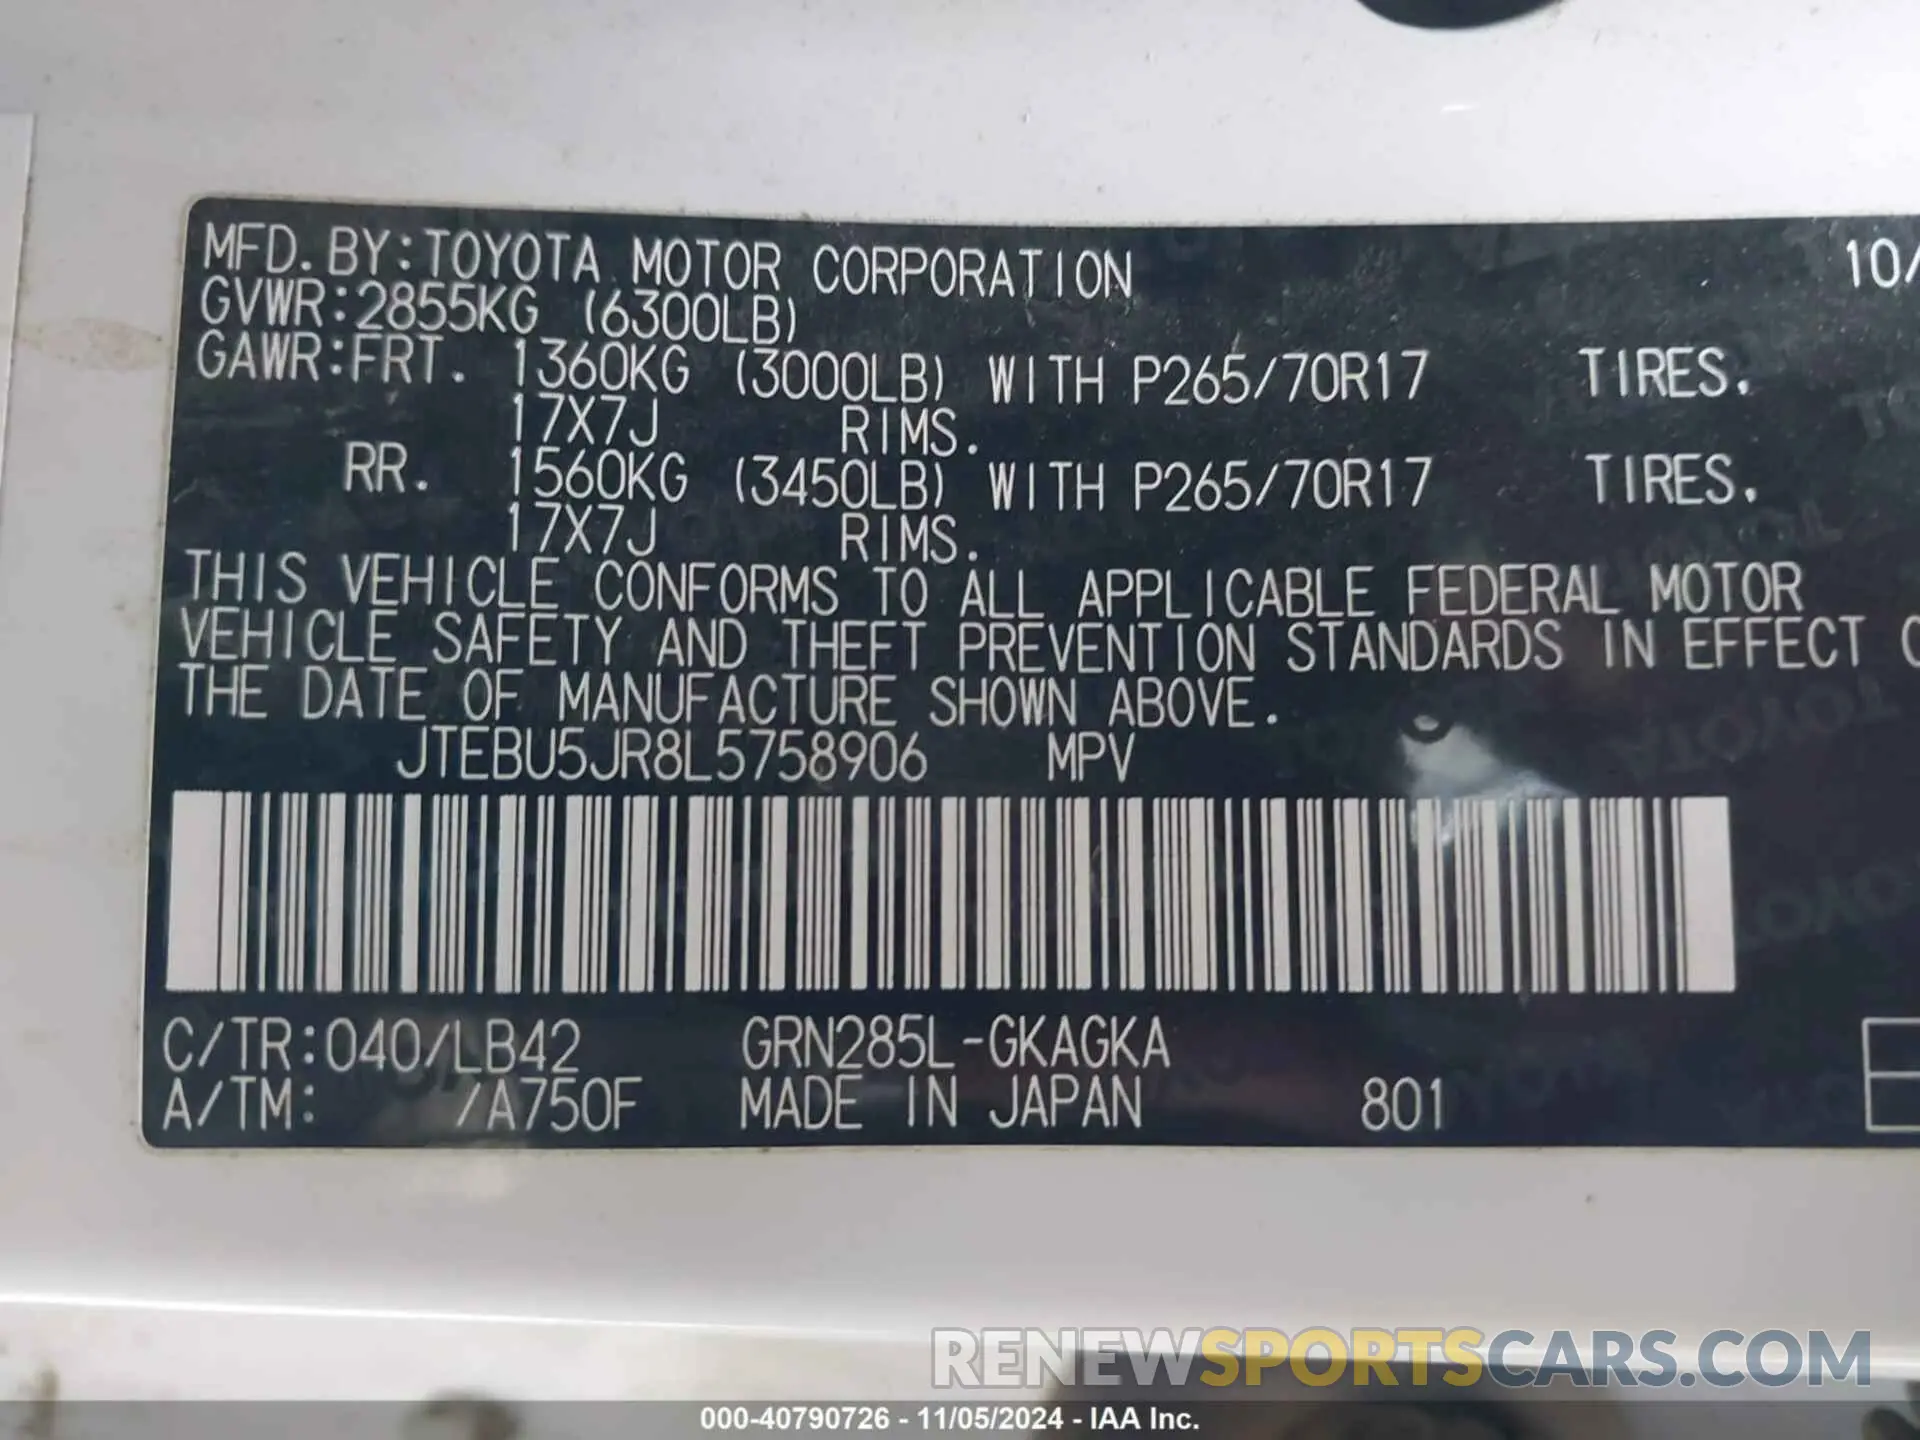 MFD. BY: TOYOTA MOTOR CORPORATION 10/
GVWR: 2855KG (6300LB)
GAWR: FRT. 1360KG (3000LB) WITH P265/70R17 TIRES.
17X7J RIMS.
RR. 1560KG (3450LB) WITH P265/70R17 TIRES.
17X7J RIMS.
THIS VEHICLE CONFORMS TO ALL APPLICABLE FEDERAL MOTOR
VEHICLE SAFETY AND THEFT PREVENTION STANDARDS IN EFFECT
THE DATE OF MANUFACTURE SHOWN ABOVE.
JTEBU5JR8L5758906 MPV
C/TR: 040/LB42 GRN285L-GKAGKA
A/TM: /A750F MADE IN JAPAN 801
RENEWSPORTSCARS.COM
000-40790726 - 11/05/2024 - IAA Inc.